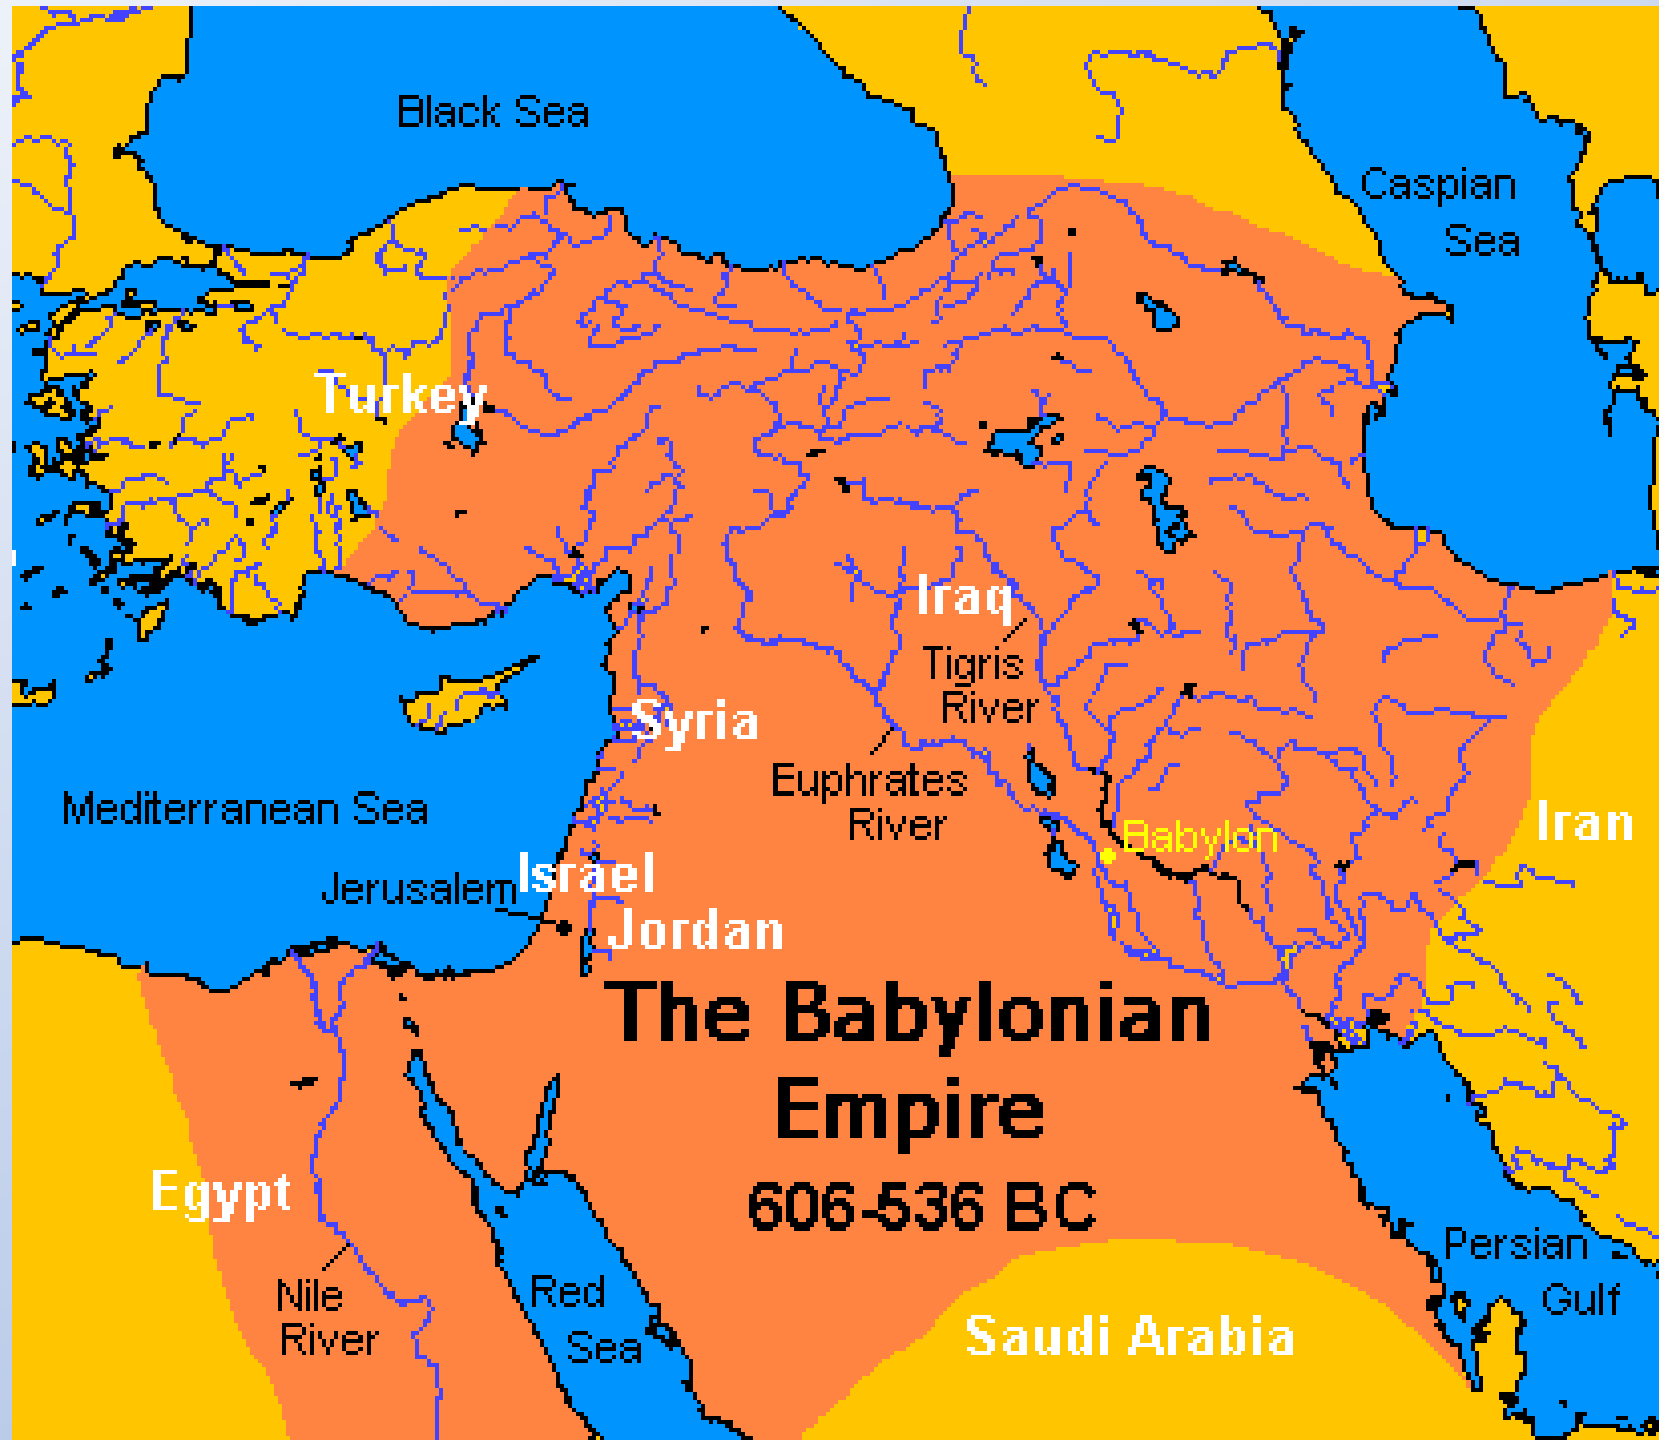 Black Sea
Caspian
Sea
Turkey
Iraq
Tigris
River
Syria
Euphrates
River
Mediterranean Sea
Babylon
Iran
Jerusalem
Israel
Jordan
The Babylonian
Empire
606-536 BC
Egypt
Nile
River
Red
Sea
Saudi Arabia
Persian
Gulf